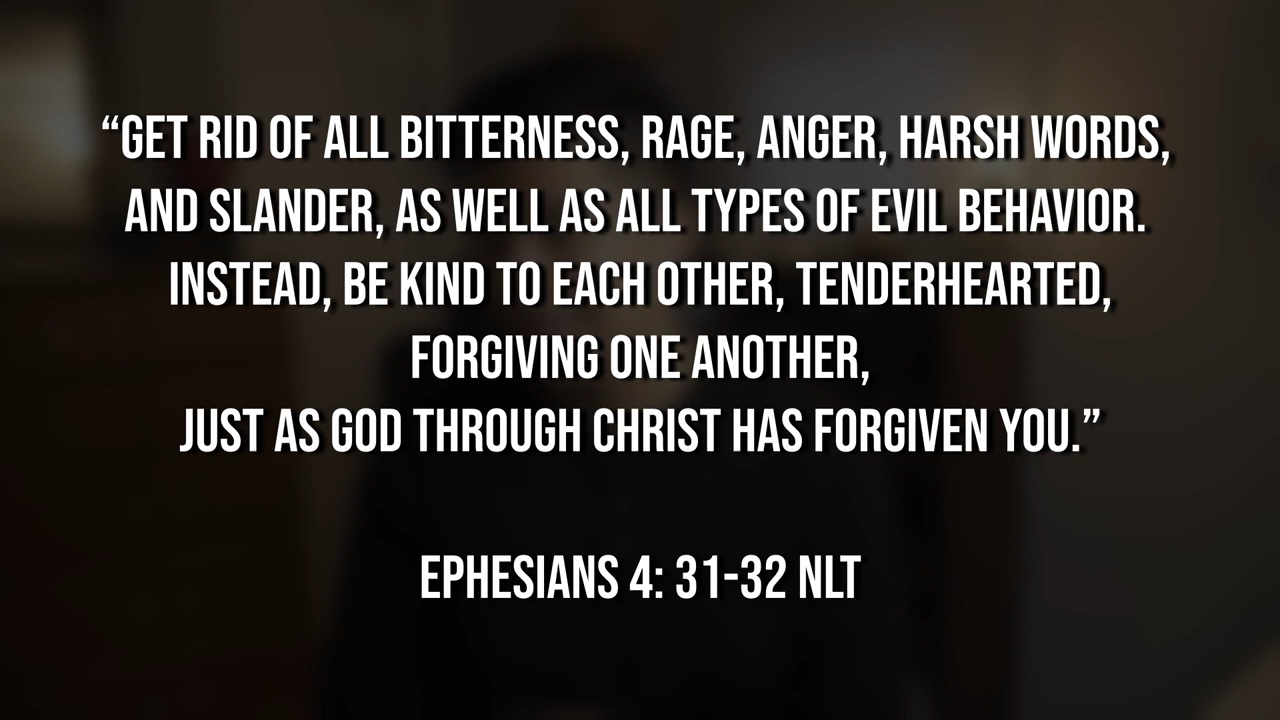 “GET RID OF ALL BITTERNESS, RAGE, ANGER, HARSH WORDS,
AND SLANDER, AS WELL AS ALL TYPES OF EVIL BEHAVIOR.
INSTEAD, BE KIND TO EACH OTHER, TENDERHEARTED,
FORGIVING ONE ANOTHER,
JUST AS GOD THROUGH CHRIST HAS FORGIVEN YOU.”
EPHESIANS 4: 31-32 NLT